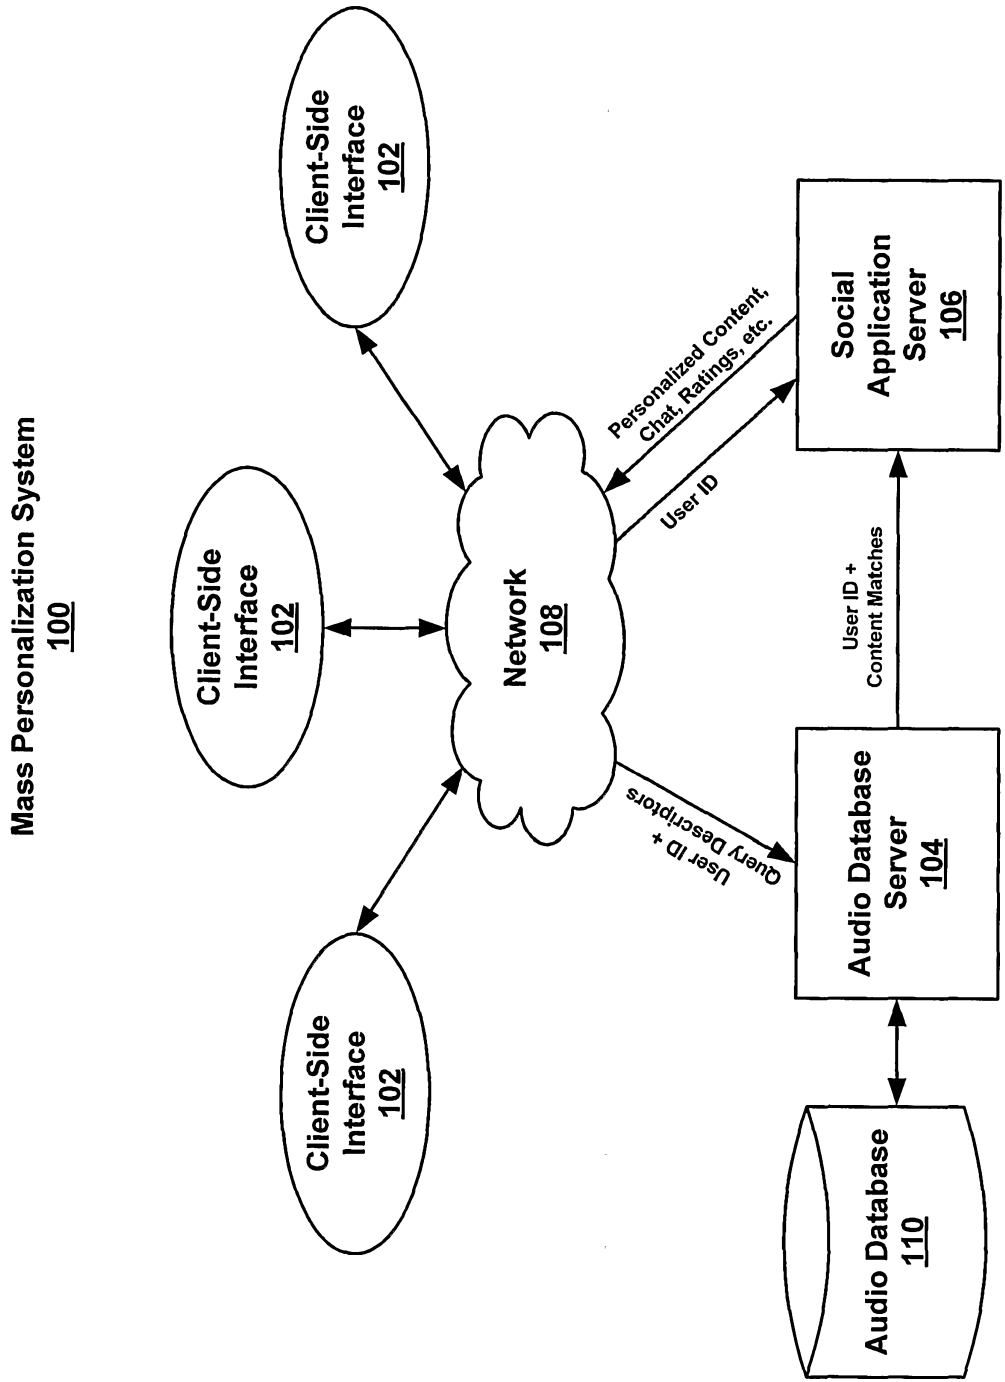 Mass Personalization System
100
Client-Side
Interface
102
Client-Side
Interface
102
Client-Side
Interface
102
Network
108
User ID +
Query Descriptors
User ID
Personalized Content,
Chat, Ratings, etc.
Audio Database
110
Audio Database
Server
104
User ID +
Content Matches
Social
Application
Server
106